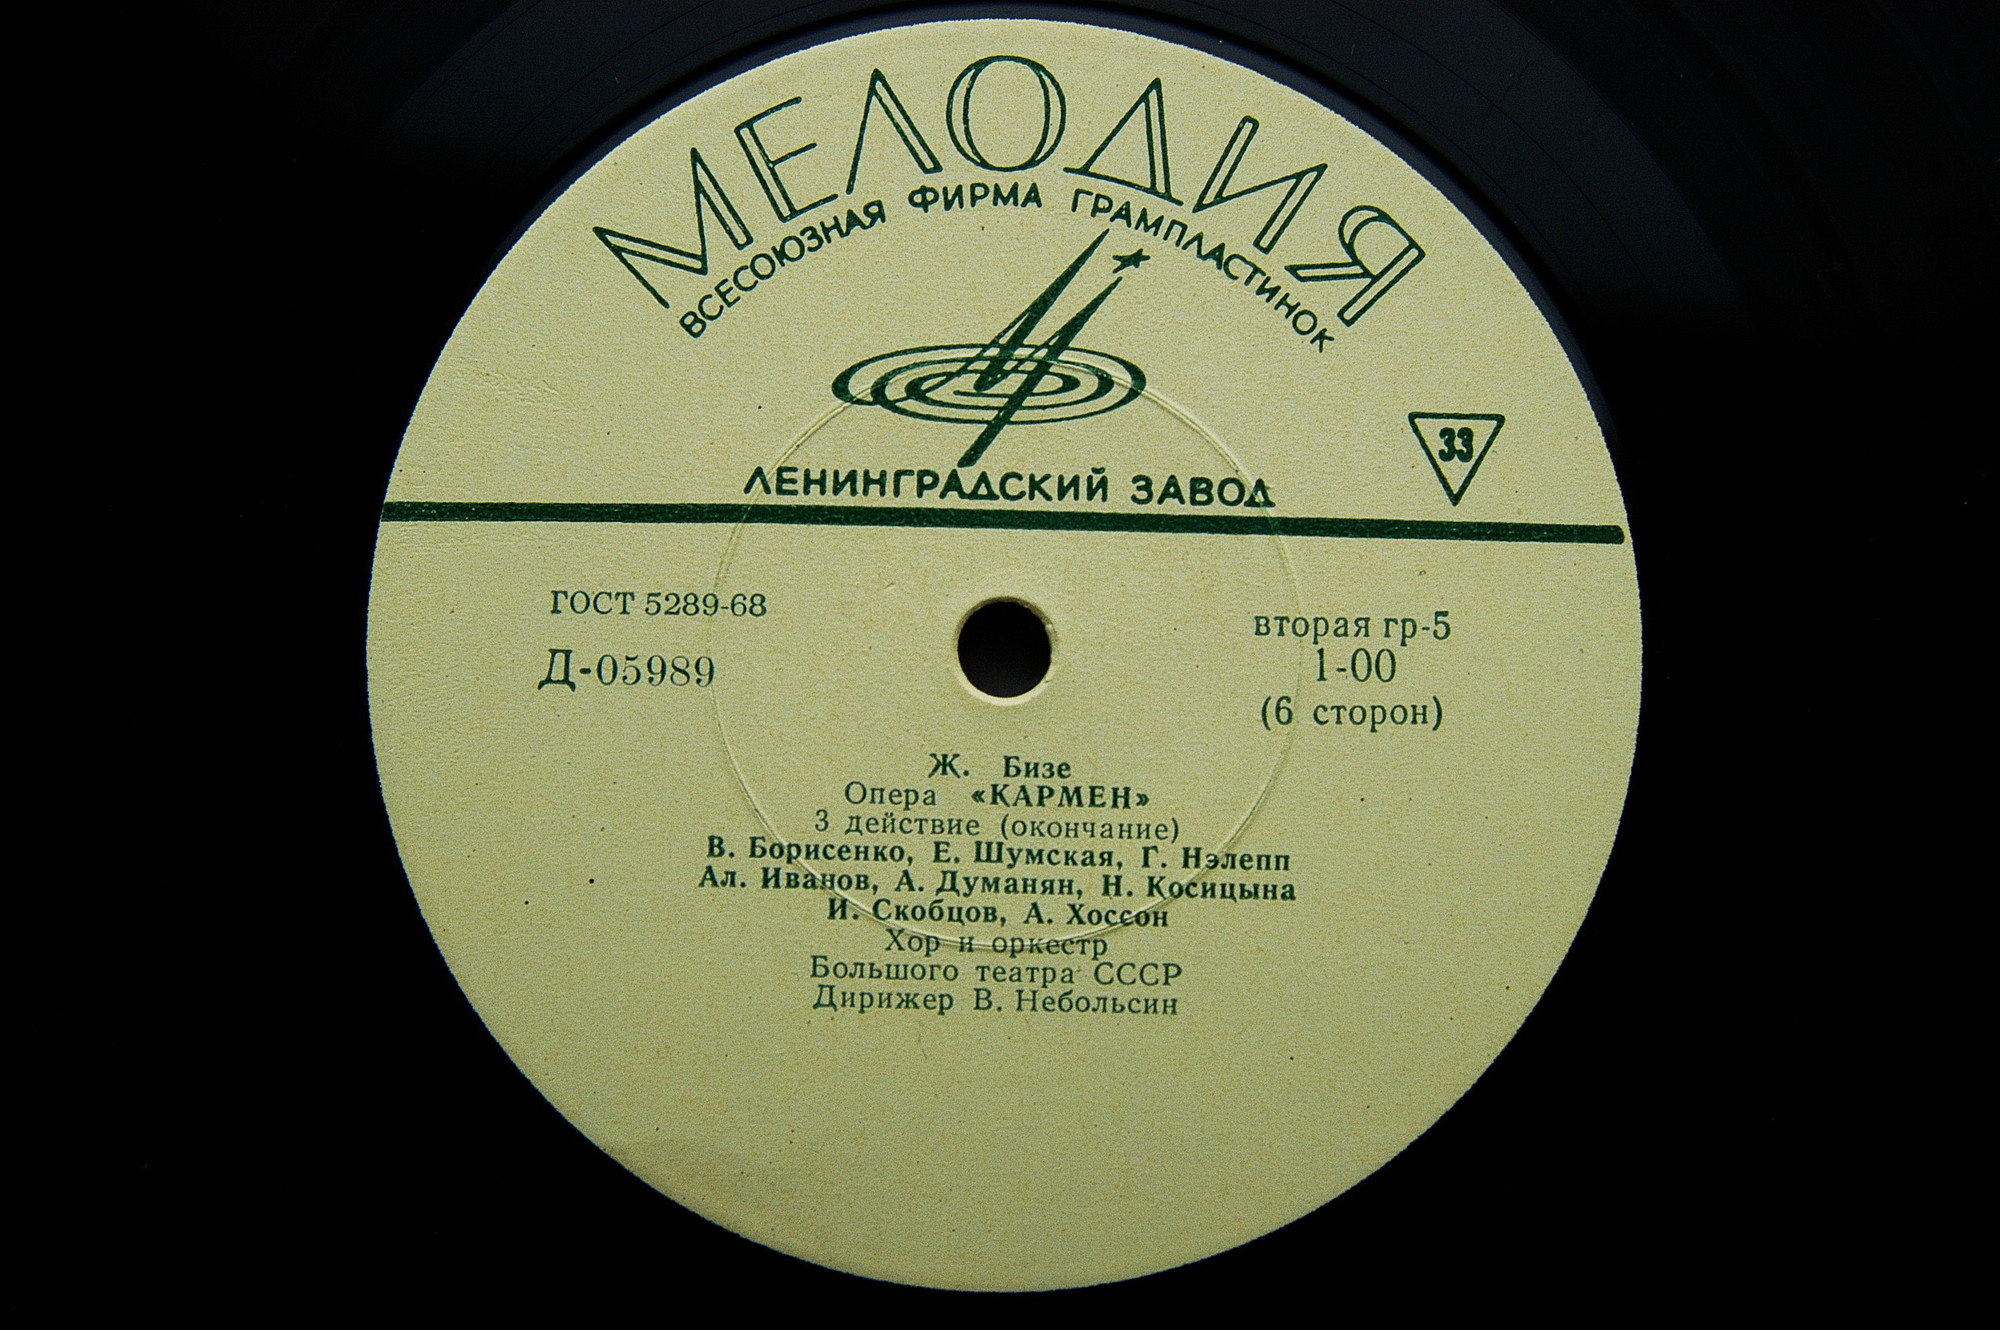 МЕЛОДИЯ
ВСЕСОЮЗНАЯ ФИРМА ГРАМПЛАСТИНОК
33
ЛЕНИНГРАДСКИЙ ЗАВОД
ГОСТ 5289-68
Д-05989
вторая гр-5
1-00
(6 сторон)
Ж. Бизе
Опера «КАРМЕН»
3 действие (окончание)
В. Борисенко, Е. Шумская, Г. Нэлепп
Ал. Иванов, А. Думанян, Н. Косицына
И. Скобцов, А. Хоссон
Хор и оркестр
Большого театра СССР
Дирижер В. Небольсин